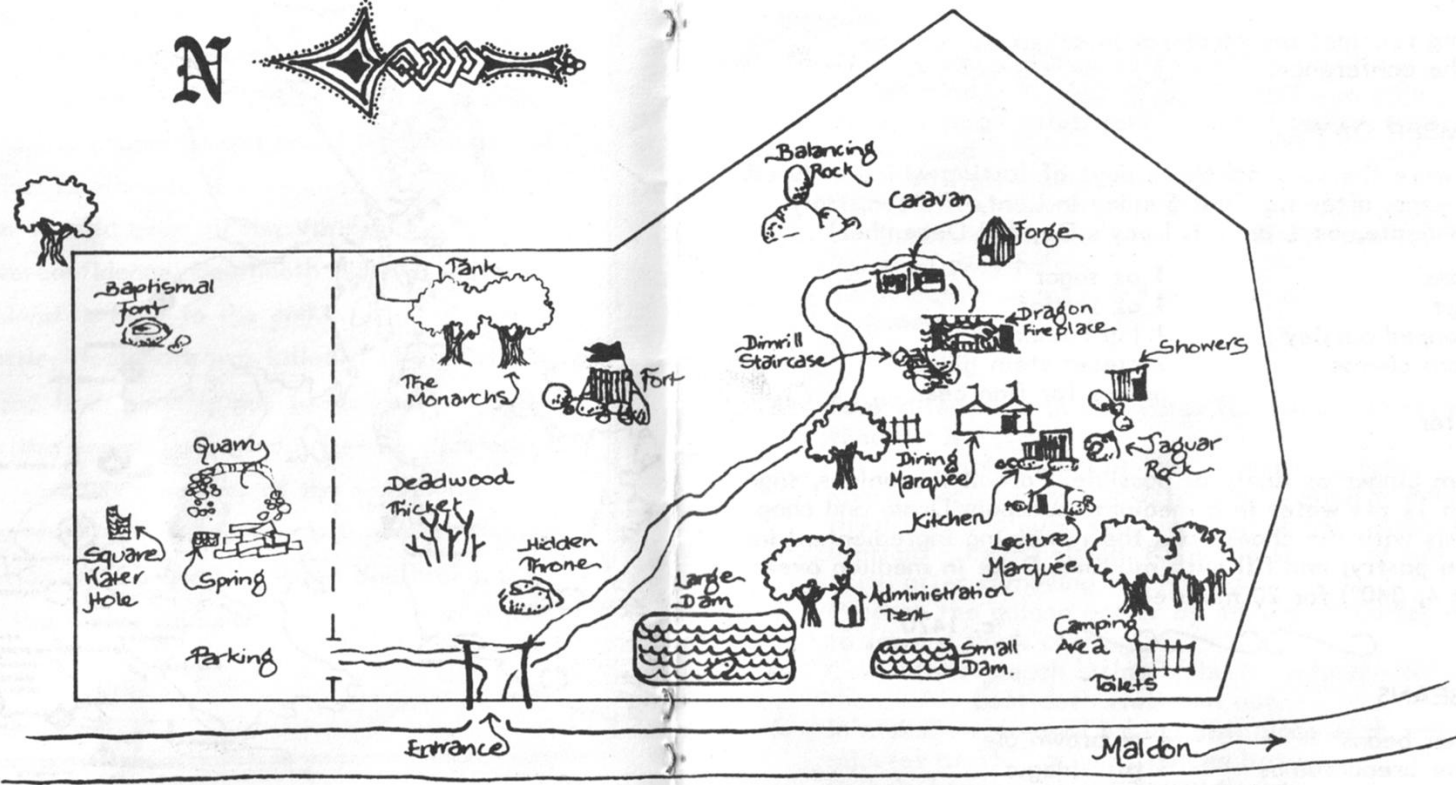 N
Balancing
Rock
Caravan
Forge
Tank
Baptismal
Font
Dragon
Fireplace
Dimrill
Staircase
Showers
The
Monarchs
Fort
Quarry
Jaguar
Rock
Dining
Marquee
Deadwood
Thicket
Kitchen
Lecture
Marquee
Square
Water
Hole
Spring
Hidden
Throne
Large
Dam
Administration
Tent
Camping
Area
Parking
Small
Dam
Toilets
Entrance
Maldon